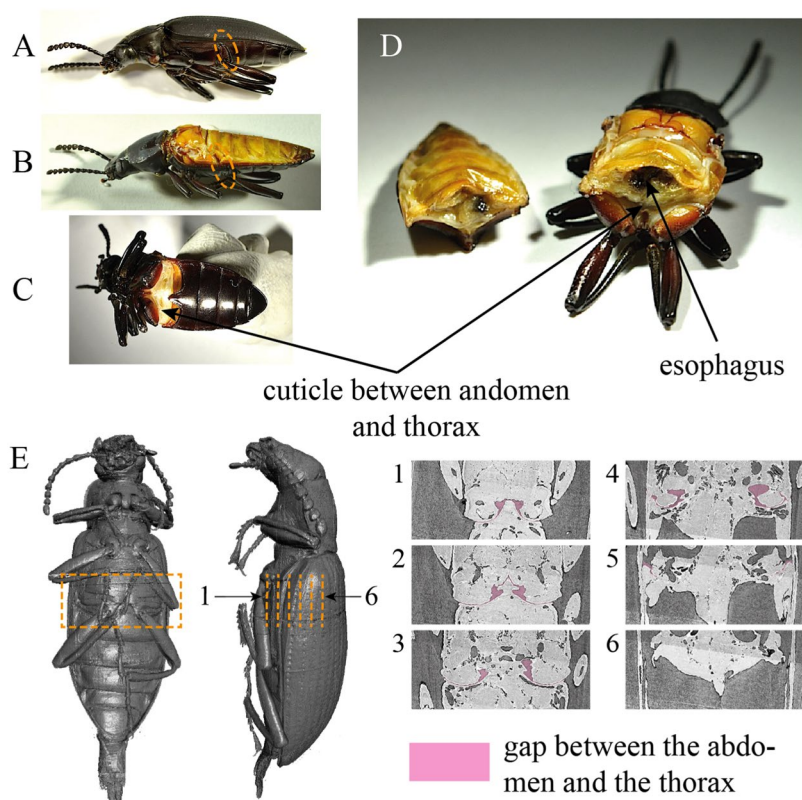 A
B
C
D
esophagus
cuticle between andomen
and thorax
E
1
6
1
2
3
4
5
6
gap between the abdo-
men and the thorax